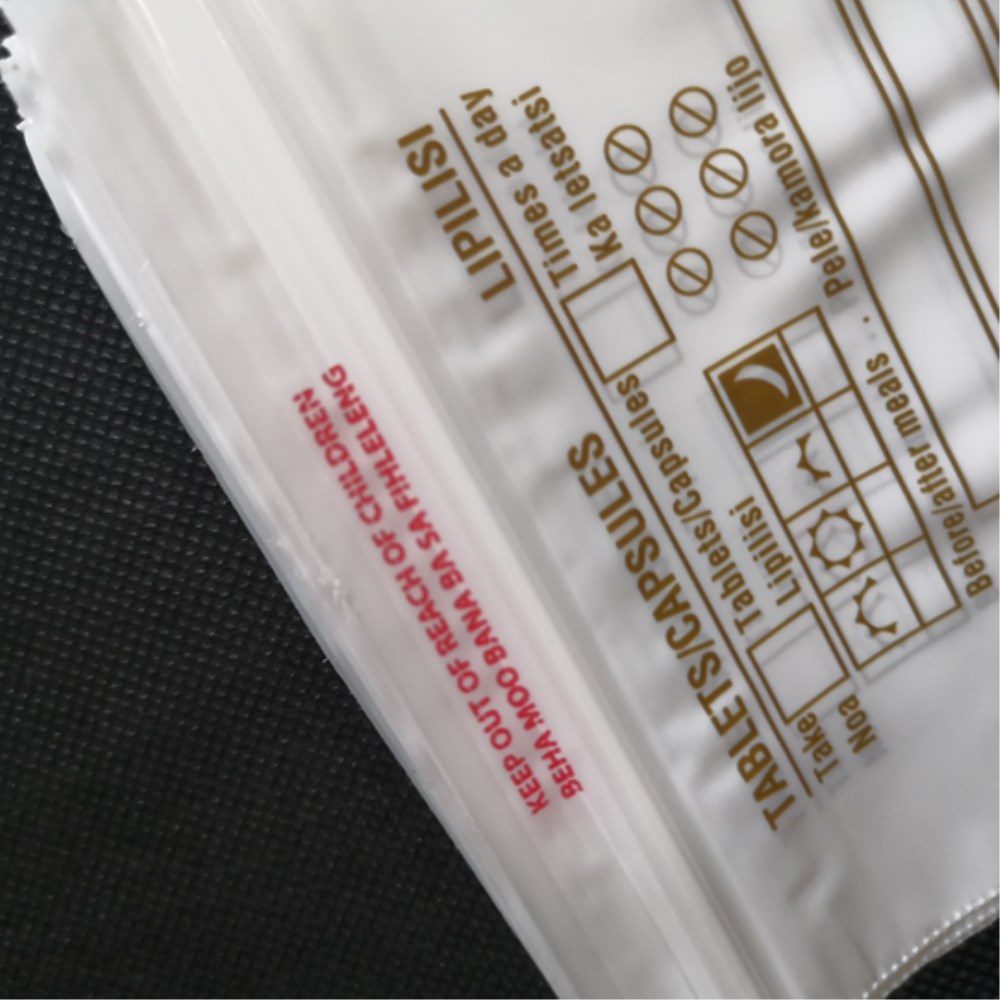 KEEP OUT OF REACH OF CHILDREN
BEHA MOO BANA BA SA FIHLELENG
TABLETS/CAPSULES LIPILISI
Take Tablets/Capsules Times a day
Noa Lipilisi Ka letsatsi
Before/after meals . . Pele/kamora lijo